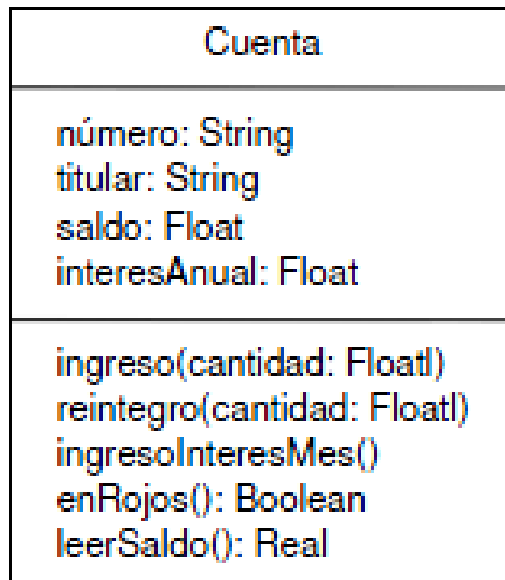 Cuenta
número: String
titular: String
saldo: Float
interesAnual: Float
ingreso(cantidad: Floatl)
reintegro(cantidad: Floatl)
ingresoInteresMes()
enRojos(): Boolean
leerSaldo(): Real